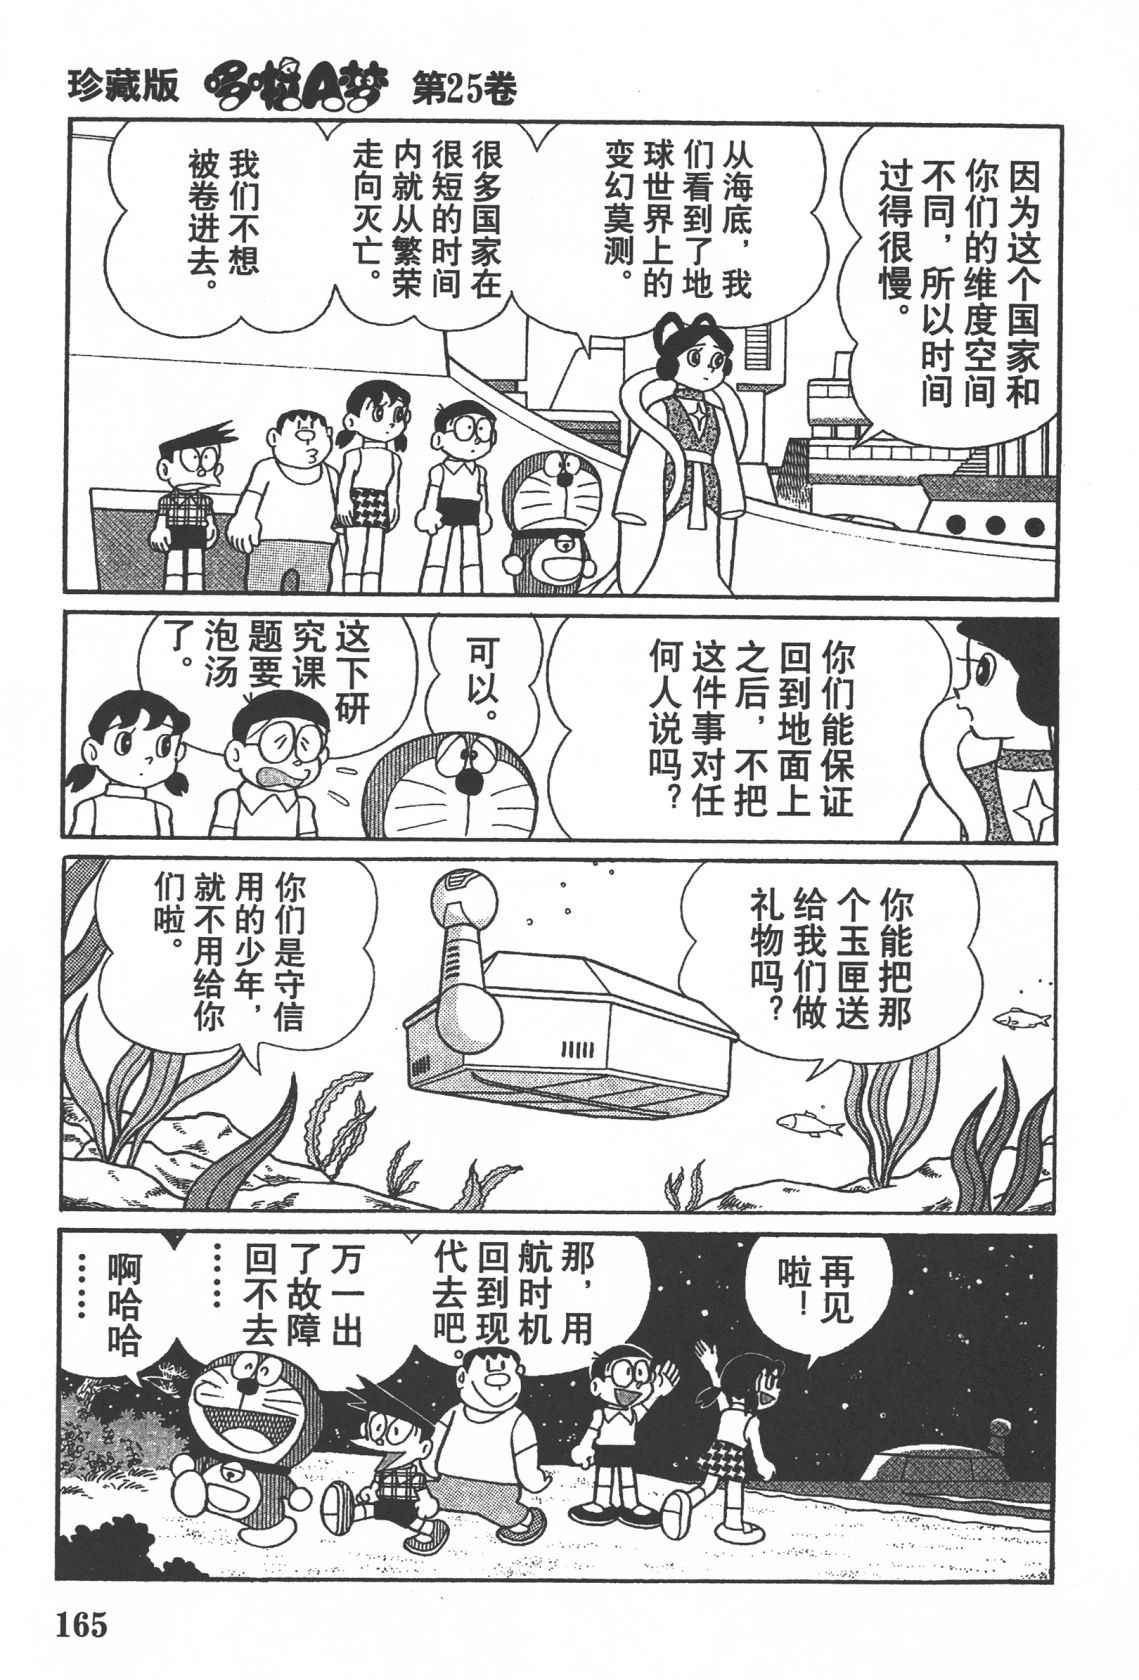 珍藏版 哆啦A梦 第25卷
因为这个国家和
你们的维度空间
不同，所以时间
过得很慢。
从海底，我
们看到了地
球世界上的
变幻莫测。
很多国家在
很短的时间
内就从繁荣
走向灭亡。
我们不想
被卷进去。
你们能保证
回到地面上
之后，不把
这件事对任
何人说吗？
可以。
这下研
究课
题要
泡汤
了。
你能把那
个玉匣送
给我们做
礼物吗？
你们是守信
用的少年，
就不用给你
们啦。
再见
啦！
那，用
航时机
回到现
代去吧。
万一出
了故障
回不去
……
啊哈哈
……
165